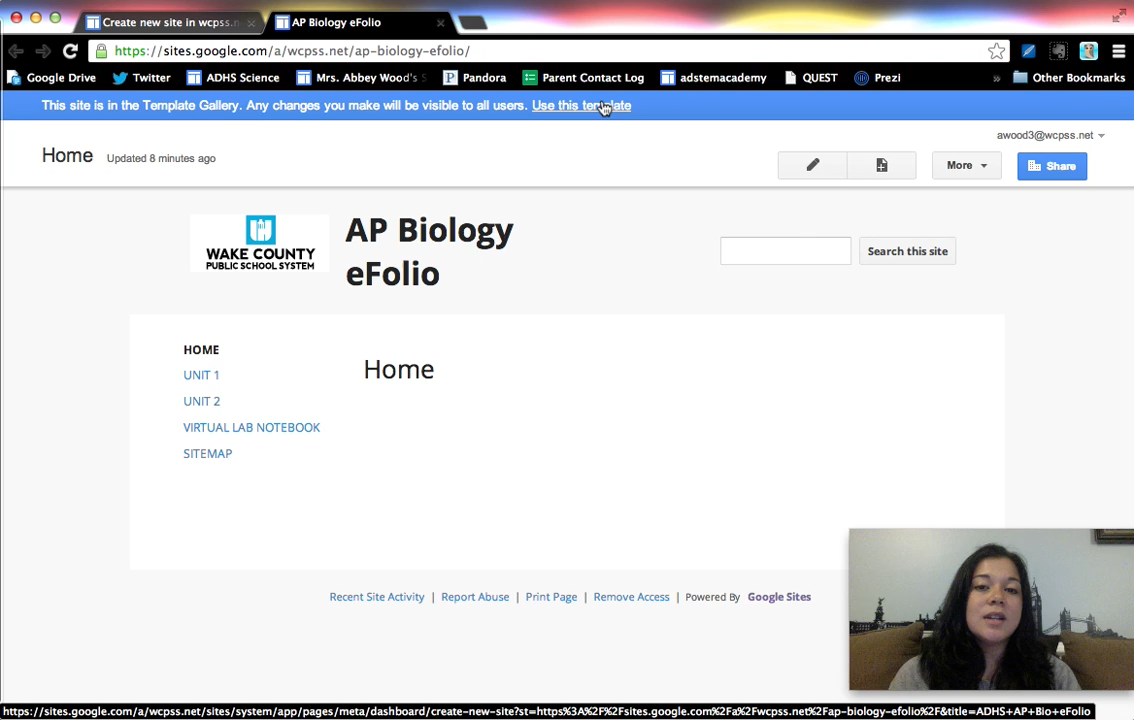 Create new site in wcpss.n
AP Biology eFolio
https://sites.google.com/a/wcpss.net/ap-biology-efolio/
Google Drive
Twitter
ADHS Science
Mrs. Abbey Wood's S
Pandora
Parent Contact Log
adstemacademy
QUEST
Prezi
»
Other Bookmarks
This site is in the Template Gallery. Any changes you make will be visible to all users. Use this template
awood3@wcpss.net
Home
Updated 8 minutes ago
More
Share
WAKE COUNTY
PUBLIC SCHOOL SYSTEM
AP Biology
eFolio
Search this site
HOME
UNIT 1
UNIT 2
VIRTUAL LAB NOTEBOOK
SITEMAP
Home
Recent Site Activity | Report Abuse | Print Page | Remove Access | Powered By Google Sites
https://sites.google.com/a/wcpss.net/sites/system/app/pages/meta/dashboard/create-new-site?st=https%3A%2F%2Fsites.google.com%2Fa%2Fwcpss.net%2Fap-biology-efolio%2F&title=ADHS+AP+Bio+eFolio